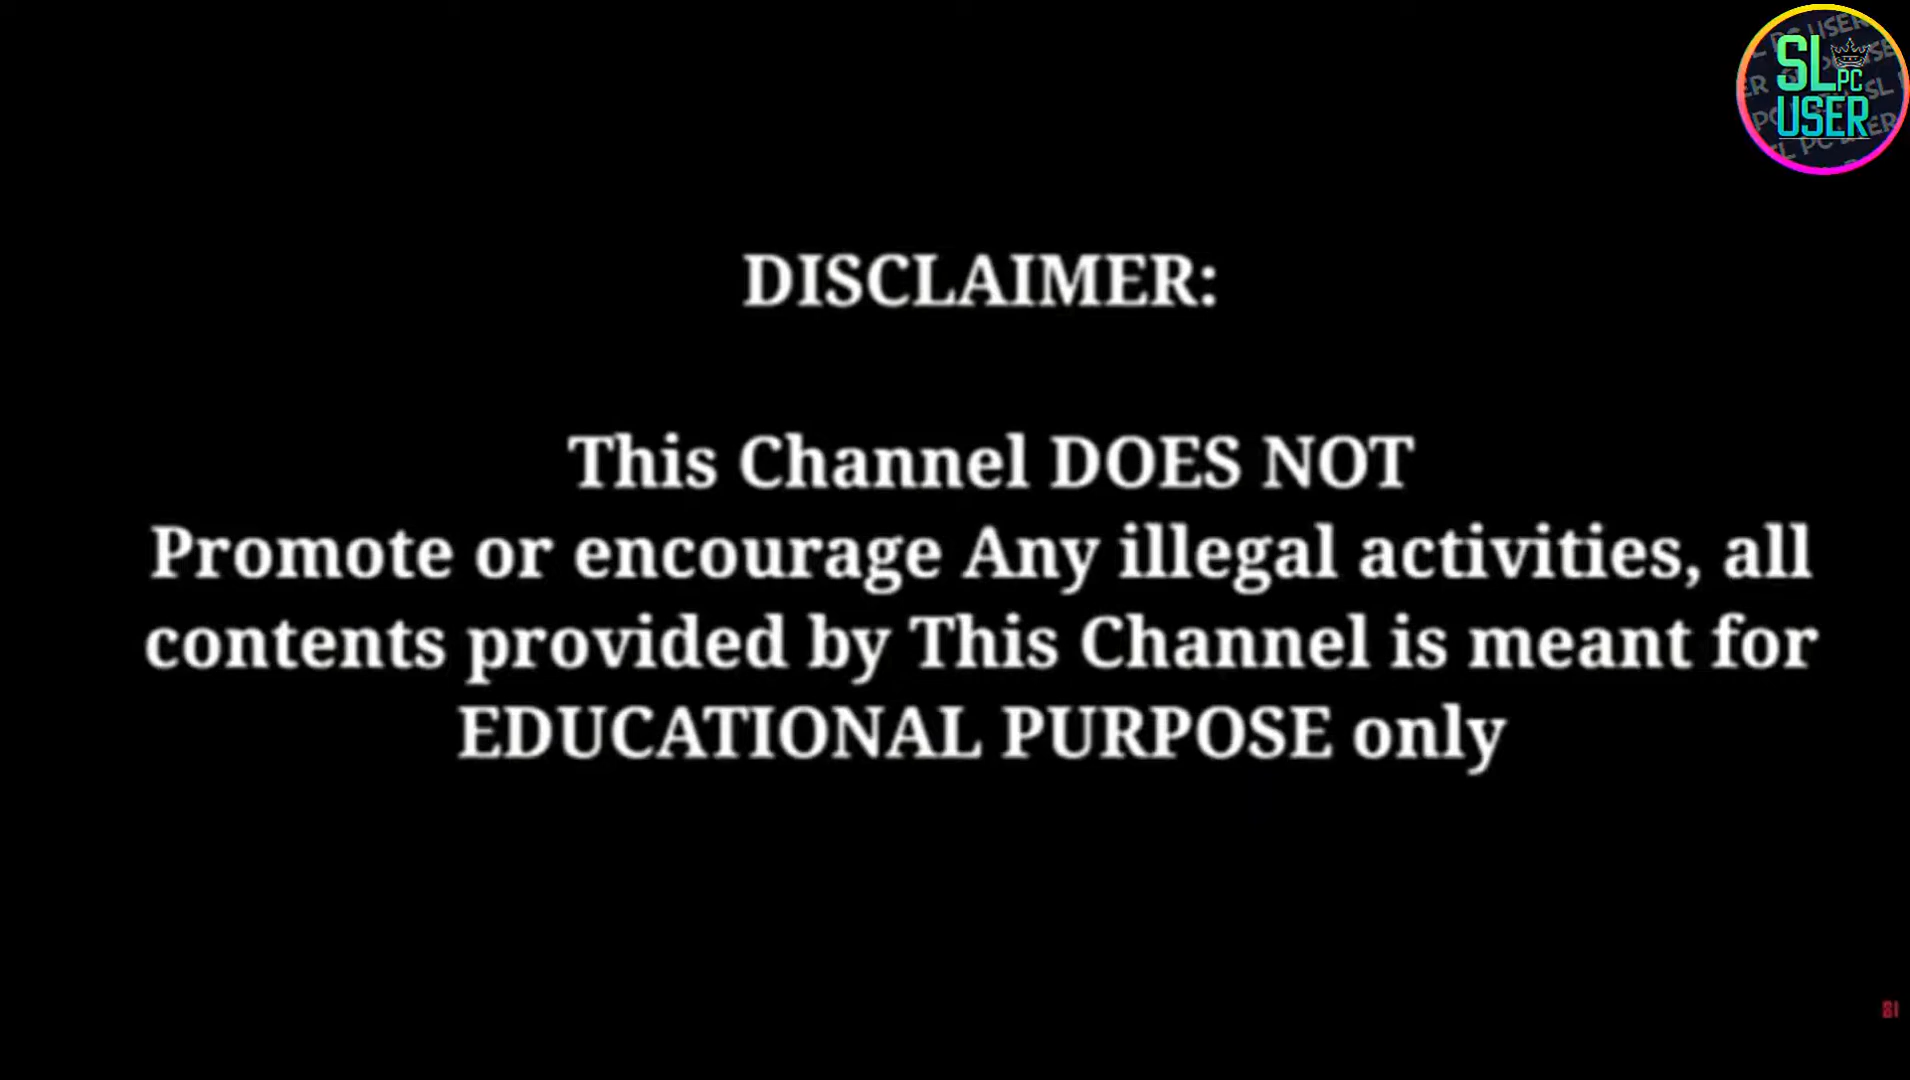 SL PC
USER
DISCLAIMER:
This Channel DOES NOT
Promote or encourage Any illegal activities, all
contents provided by This Channel is meant for
EDUCATIONAL PURPOSE only
81